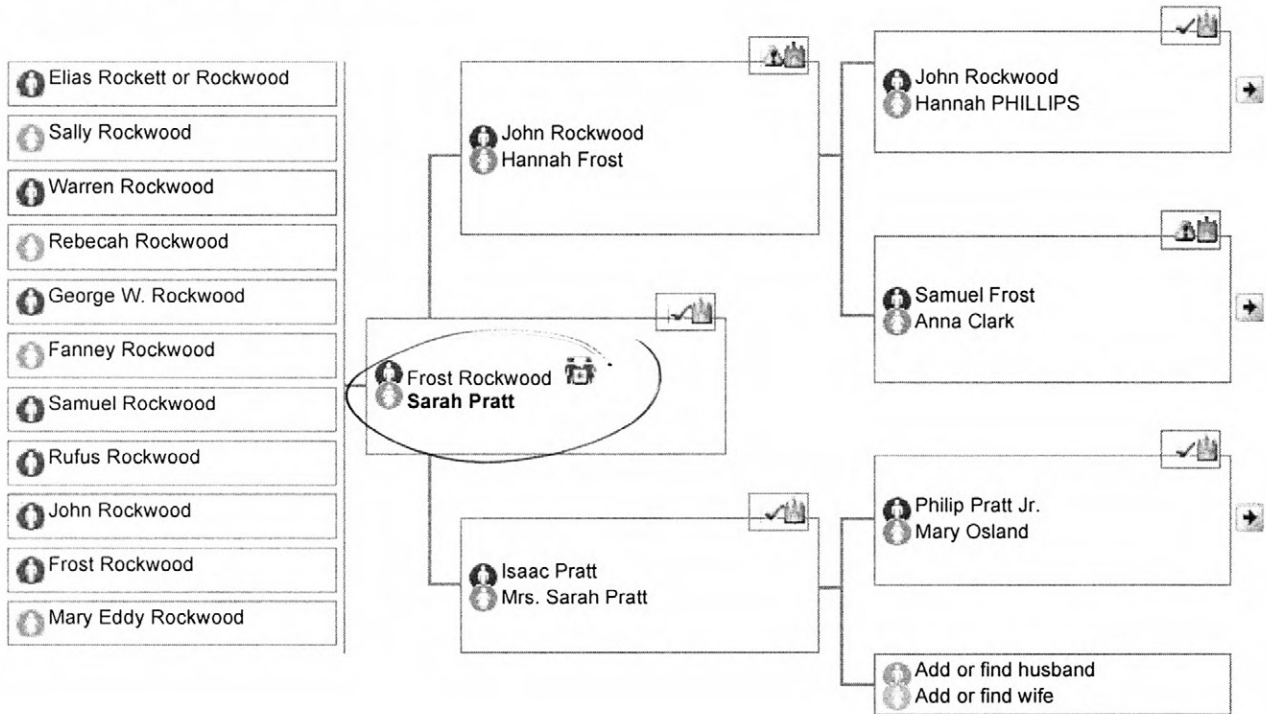 Elias Rockett or Rockwood
Sally Rockwood
Warren Rockwood
Rebecah Rockwood
George W. Rockwood
Fanney Rockwood
Samuel Rockwood
Rufus Rockwood
John Rockwood
Frost Rockwood
Mary Eddy Rockwood
Frost Rockwood
Sarah Pratt
John Rockwood
Hannah Frost
Isaac Pratt
Mrs. Sarah Pratt
John Rockwood
Hannah PHILLIPS
Samuel Frost
Anna Clark
Philip Pratt Jr.
Mary Osland
Add or find husband
Add or find wife